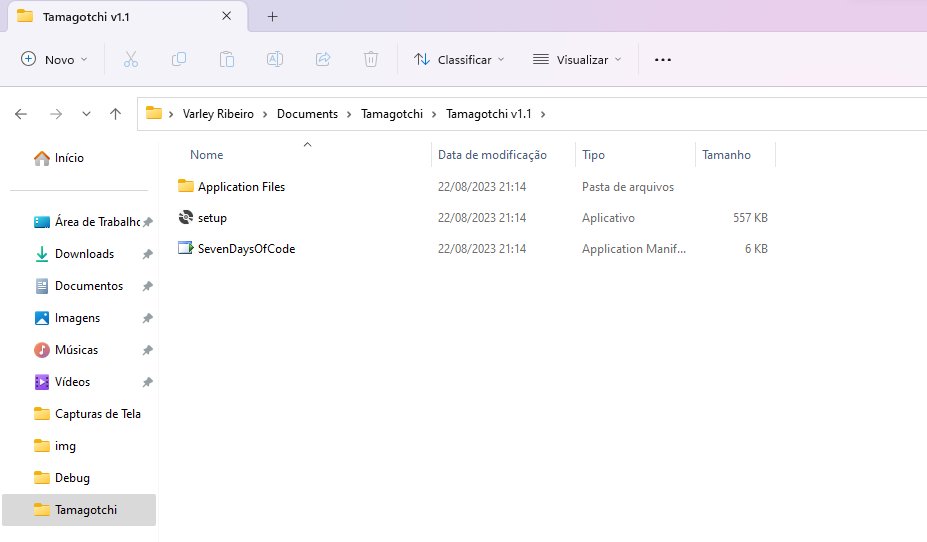 Tamagotchi v1.1
Novo
Classificar
Visualizar
Varley Ribeiro > Documents > Tamagotchi > Tamagotchi v1.1 >
Início
Área de Trabalhc
Downloads
Documentos
Imagens
Músicas
Vídeos
Capturas de Tela
img
Debug
Tamagotchi
Nome Data de modificação Tipo Tamanho
Application Files 22/08/2023 21:14 Pasta de arquivos
setup 22/08/2023 21:14 Aplicativo 557 KB
SevenDaysOfCode 22/08/2023 21:14 Application Manif... 6 KB